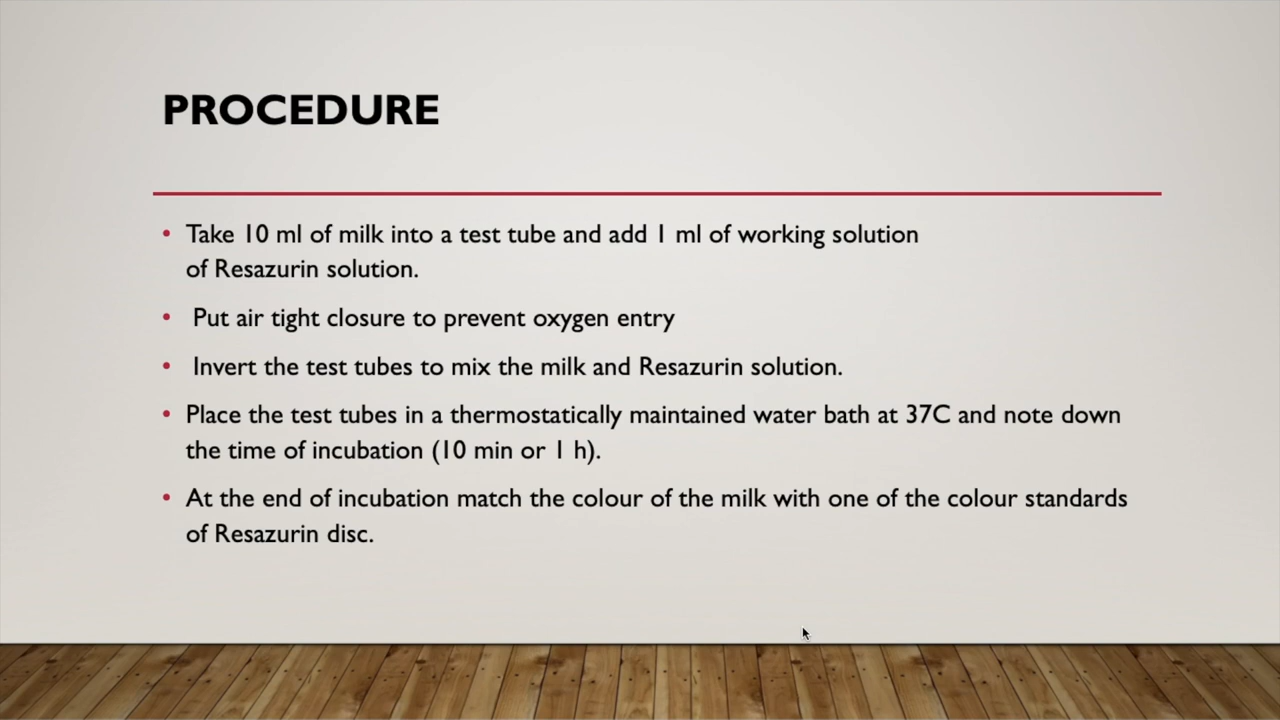 PROCEDURE
• Take 10 ml of milk into a test tube and add 1 ml of working solution
of Resazurin solution.
• Put air tight closure to prevent oxygen entry
• Invert the test tubes to mix the milk and Resazurin solution.
• Place the test tubes in a thermostatically maintained water bath at 37C and note down
the time of incubation (10 min or 1 h).
• At the end of incubation match the colour of the milk with one of the colour standards
of Resazurin disc.